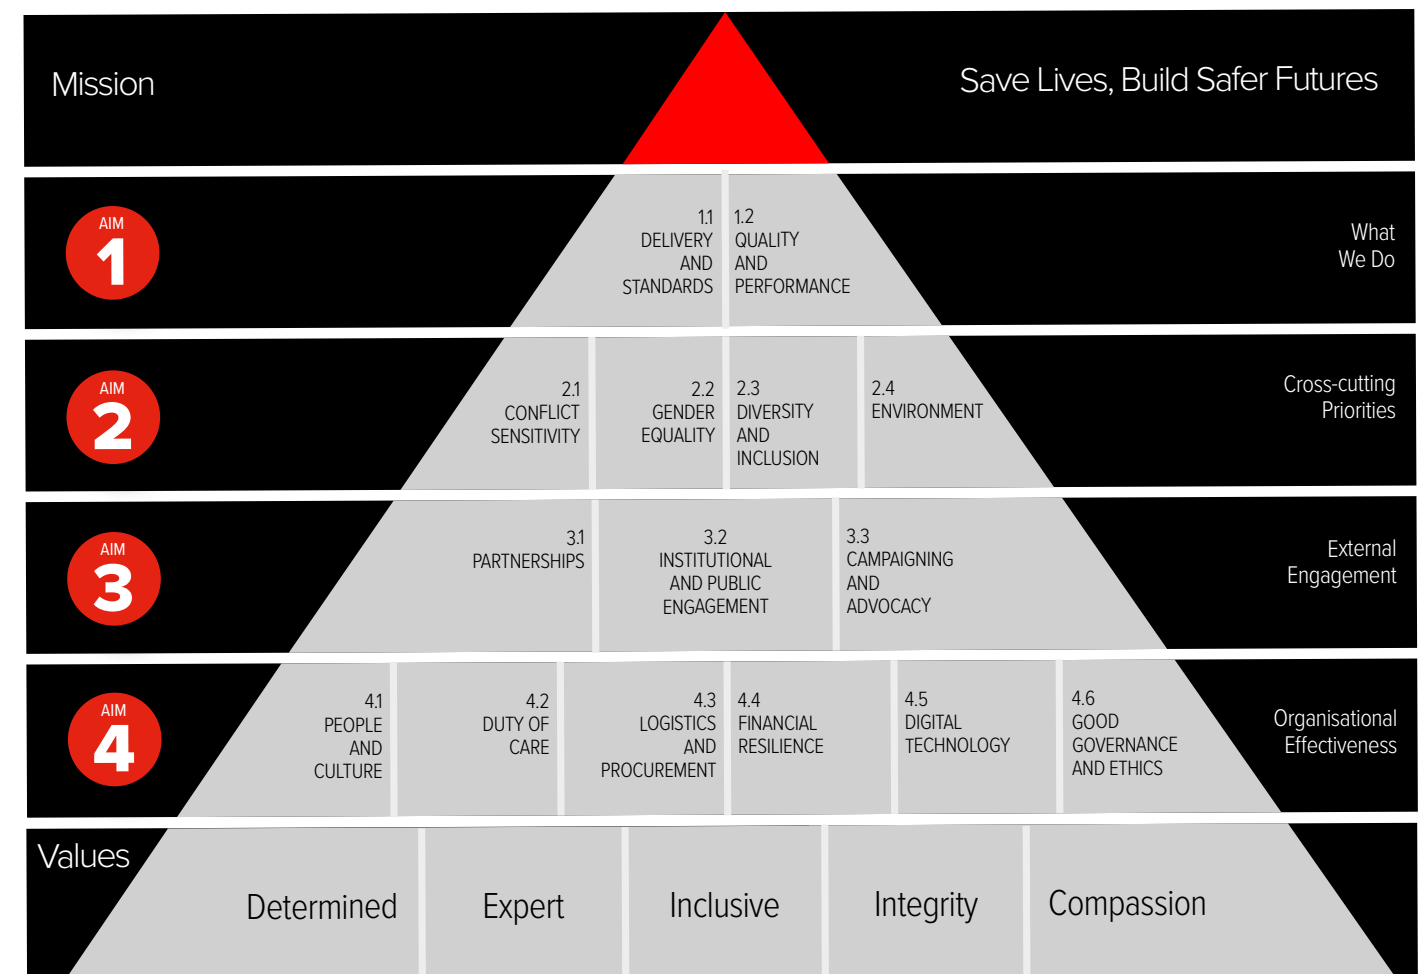 Mission
Save Lives, Build Safer Futures
AIM
1
1.1
DELIVERY
AND
STANDARDS
1.2
QUALITY
AND
PERFORMANCE
What
We Do
AIM
2
2.1
CONFLICT
SENSITIVITY
2.2
GENDER
EQUALITY
2.3
DIVERSITY
AND
INCLUSION
2.4
ENVIRONMENT
Cross-cutting
Priorities
AIM
3
3.1
PARTNERSHIPS
3.2
INSTITUTIONAL
AND PUBLIC
ENGAGEMENT
3.3
CAMPAIGNING
AND
ADVOCACY
External
Engagement
AIM
4
4.1
PEOPLE
AND
CULTURE
4.2
DUTY OF
CARE
4.3
LOGISTICS
AND
PROCUREMENT
4.4
FINANCIAL
RESILIENCE
4.5
DIGITAL
TECHNOLOGY
4.6
GOOD
GOVERNANCE
AND ETHICS
Organisational
Effectiveness
Values
Determined
Expert
Inclusive
Integrity
Compassion